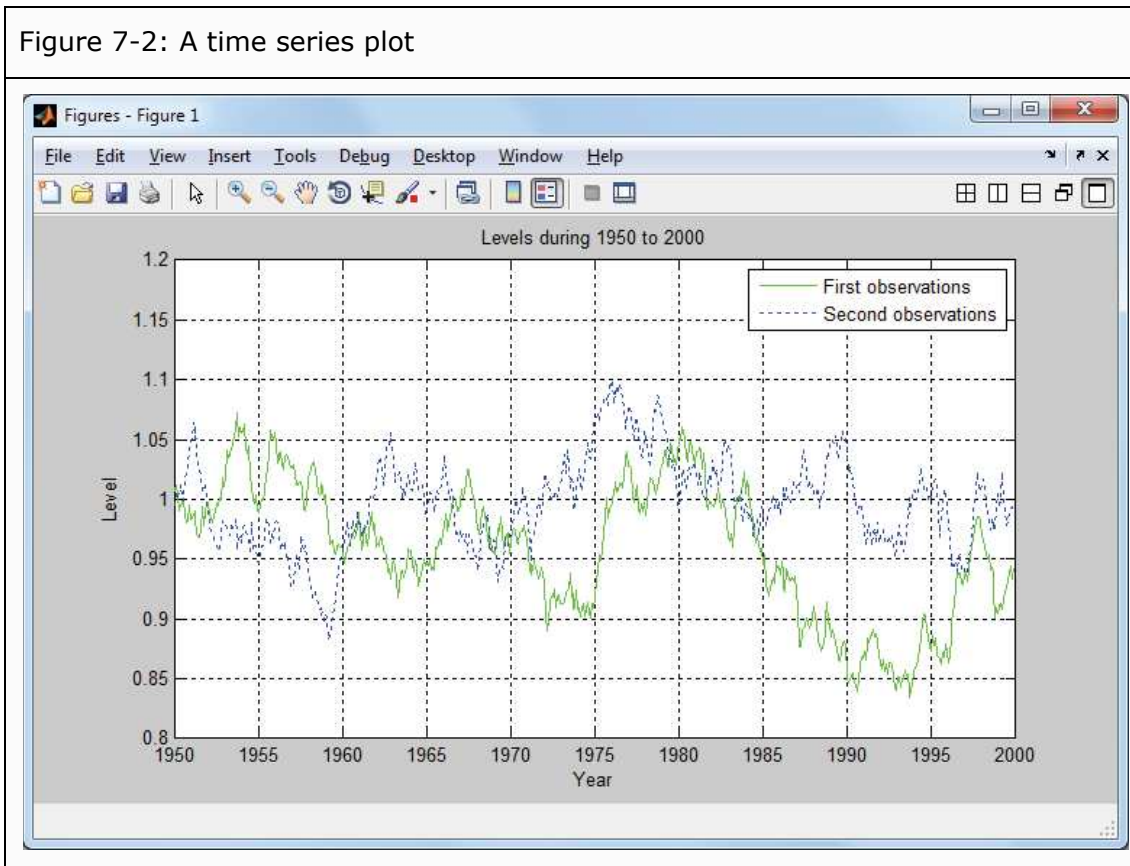 Figure 7-2: A time series plot
Figures - Figure 1
File Edit View Insert Tools Debug Desktop Window Help
Levels during 1950 to 2000
First observations
Second observations
Level
1.2
1.15
1.1
1.05
1
0.95
0.9
0.85
0.8
1950 1955 1960 1965 1970 1975 1980 1985 1990 1995 2000
Year